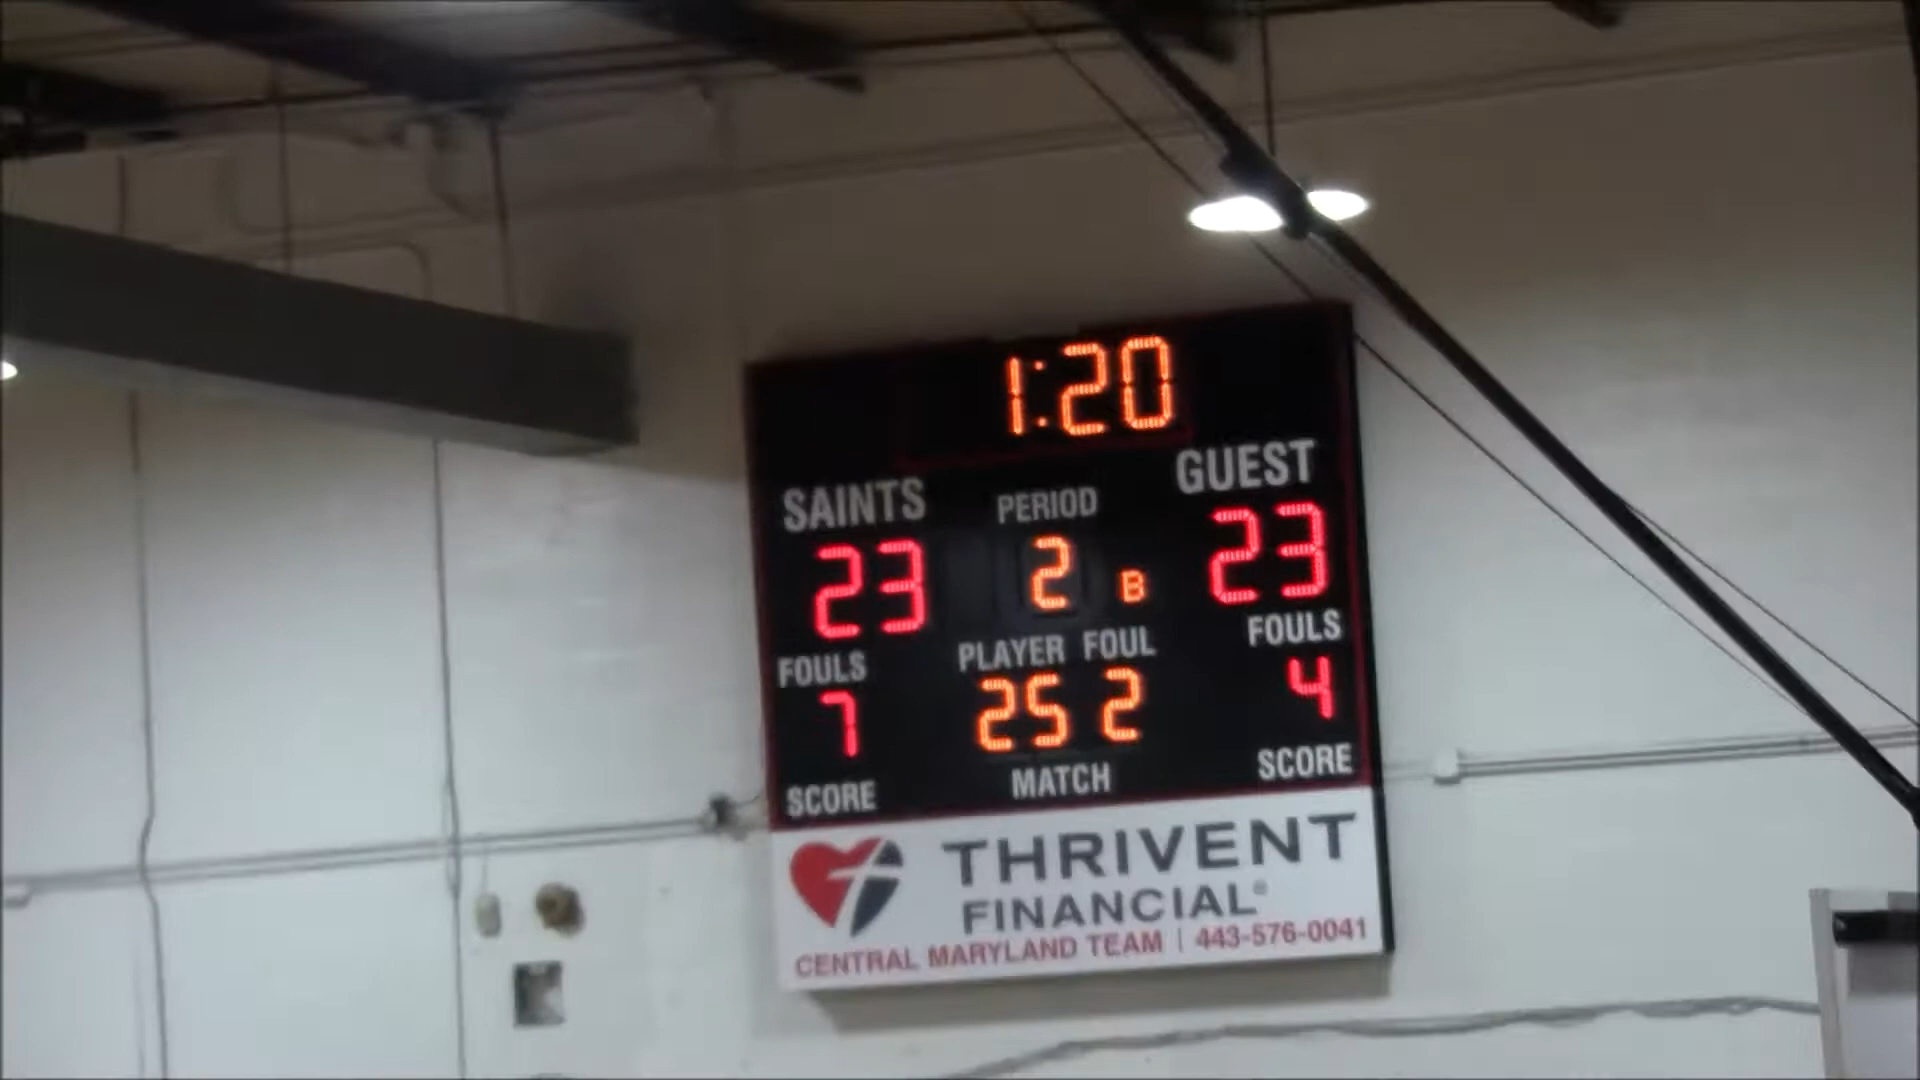 1:20
SAINTS PERIOD GUEST
23 2 B 23
FOULS PLAYER FOUL FOULS
7 25 2 4
SCORE MATCH SCORE
THRIVENT
FINANCIAL®
CENTRAL MARYLAND TEAM | 443-576-0041